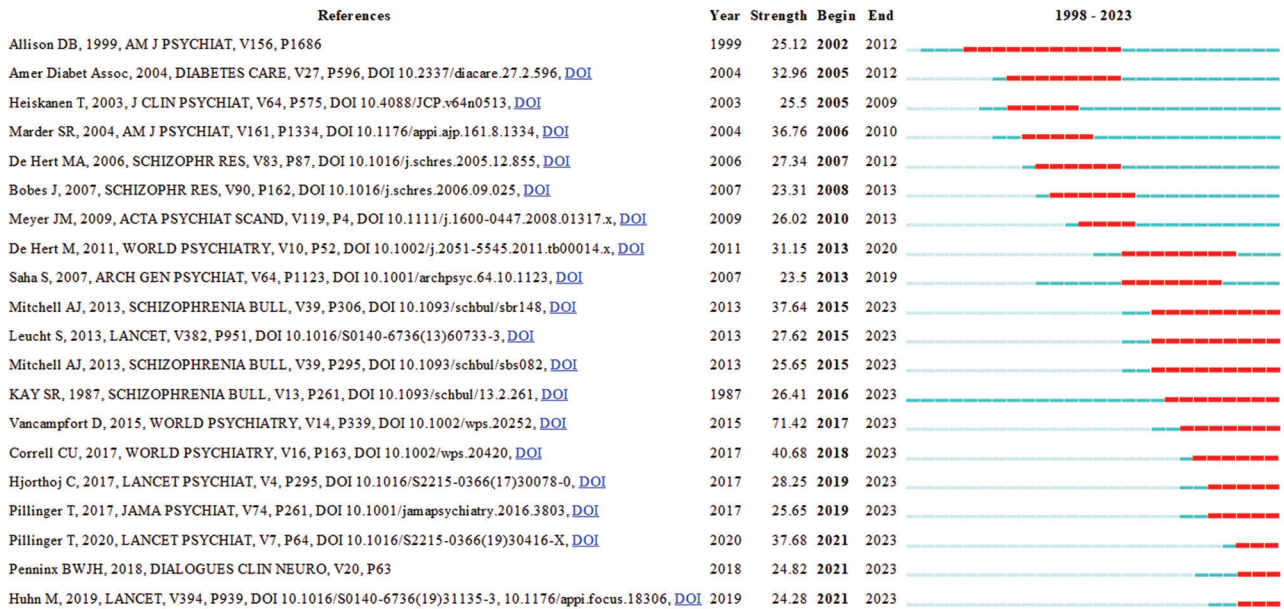 References Year Strength Begin End 1998 - 2023
Allison DB, 1999, AM J PSYCHIAT, V156, P1686 1999 25.12 2002 2012
Amer Diabet Assoc, 2004, DIABETES CARE, V27, P596, DOI 10.2337/diacare.27.2.596, DOI 2004 32.96 2005 2012
Heiskanen T, 2003, J CLIN PSYCHIAT, V64, P575, DOI 10.4088/JCP.v64n0513, DOI 2003 25.5 2005 2009
Marder SR, 2004, AM J PSYCHIAT, V161, P1334, DOI 10.1176/appi.ajp.161.8.1334, DOI 2004 36.76 2006 2010
De Hert MA, 2006, SCHIZOPHR RES, V83, P87, DOI 10.1016/j.schres.2005.12.855, DOI 2006 27.34 2007 2012
Bobes J, 2007, SCHIZOPHR RES, V90, P162, DOI 10.1016/j.schres.2006.09.025, DOI 2007 23.31 2008 2013
Meyer JM, 2009, ACTA PSYCHIAT SCAND, V119, P4, DOI 10.1111/j.1600-0447.2008.01317.x, DOI 2009 26.02 2010 2013
De Hert M, 2011, WORLD PSYCHIATRY, V10, P52, DOI 10.1002/j.2051-5545.2011.tb00014.x, DOI 2011 31.15 2013 2020
Saha S, 2007, ARCH GEN PSYCHIAT, V64, P1123, DOI 10.1001/archpsyc.64.10.1123, DOI 2007 23.5 2013 2019
Mitchell AJ, 2013, SCHIZOPHRENIA BULL, V39, P306, DOI 10.1093/schbul/sbr148, DOI 2013 37.64 2015 2023
Leucht S, 2013, LANCET, V382, P951, DOI 10.1016/S0140-6736(13)60733-3, DOI 2013 27.62 2015 2023
Mitchell AJ, 2013, SCHIZOPHRENIA BULL, V39, P295, DOI 10.1093/schbul/sbs082, DOI 2013 25.65 2015 2023
KAY SR, 1987, SCHIZOPHRENIA BULL, V13, P261, DOI 10.1093/schbul/13.2.261, DOI 1987 26.41 2016 2023
Vancampfort D, 2015, WORLD PSYCHIATRY, V14, P339, DOI 10.1002/wps.20252, DOI 2015 71.42 2017 2023
Correll CU, 2017, WORLD PSYCHIATRY, V16, P163, DOI 10.1002/wps.20420, DOI 2017 40.68 2018 2023
Hjorthoj C, 2017, LANCET PSYCHIAT, V4, P295, DOI 10.1016/S2215-0366(17)30078-0, DOI 2017 28.25 2019 2023
Pillinger T, 2017, JAMA PSYCHIAT, V74, P261, DOI 10.1001/jamapsychiatry.2016.3803, DOI 2017 25.65 2019 2023
Pillinger T, 2020, LANCET PSYCHIAT, V7, P64, DOI 10.1016/S2215-0366(19)30416-X, DOI 2020 37.68 2021 2023
Penninx BWJH, 2018, DIALOGUES CLIN NEURO, V20, P63 2018 24.82 2021 2023
Huhn M, 2019, LANCET, V394, P939, DOI 10.1016/S0140-6736(19)31135-3, 10.1176/appi.focus.18306, DOI 2019 24.28 2021 2023